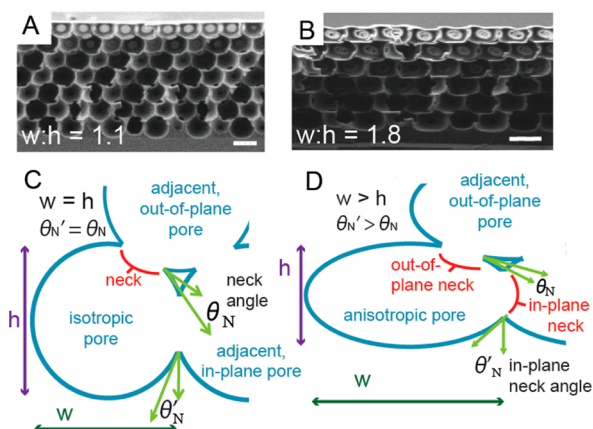 A
w:h = 1.1
B
w:h = 1.8
C
w = h
θN′ = θN
adjacent,
out-of-plane
pore
neck
neck
angle
θN
h
isotropic
pore
adjacent,
in-plane pore
θ′N
w
D
w > h
θN′ > θN
adjacent,
out-of-plane
pore
h
out-of-
plane neck
θN
in-plane
neck
anisotropic pore
θ′N
in-plane
neck angle
w